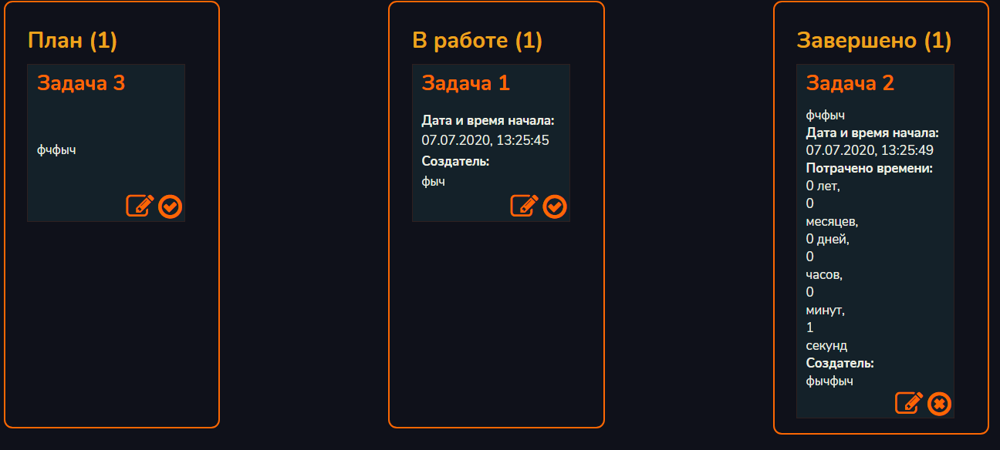 План (1)
Задача 3
фчфыч
В работе (1)
Задача 1
Дата и время начала:
07.07.2020, 13:25:45
Создатель:
фыч
Завершено (1)
Задача 2
фчфыч
Дата и время начала:
07.07.2020, 13:25:49
Потрачено времени:
0 лет,
0
месяцев,
0 дней,
0
часов,
0
минут,
1
секунд
Создатель:
фычфыч